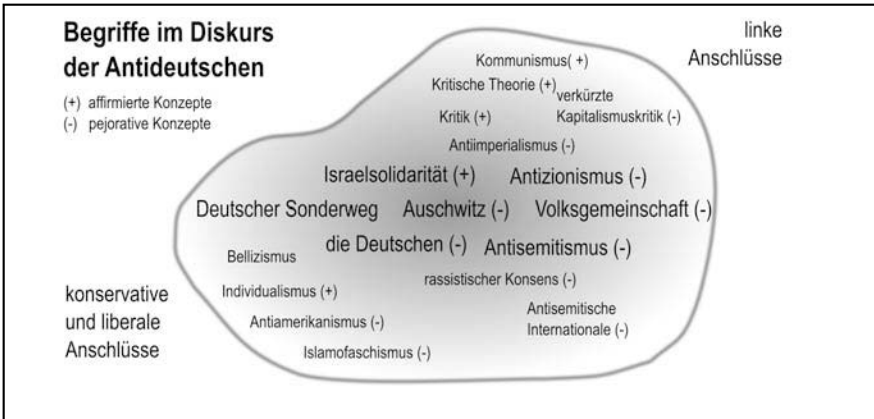 Begriffe im Diskurs
der Antideutschen
(+) affirmierte Konzepte
(-) pejorative Konzepte
linke
Anschlüsse
Kommunismus( +)
Kritische Theorie (+)
verkürzte
Kritik (+)
Kapitalismuskritik (-)
Antiimperialismus (-)
Israelsolidarität (+)
Antizionismus (-)
Deutscher Sonderweg
Auschwitz (-)
Volksgemeinschaft (-)
die Deutschen (-)
Antisemitismus (-)
Bellizismus
rassistischer Konsens (-)
Individualismus (+)
Antisemitische
Internationale (-)
Antiamerikanismus (-)
Islamofaschismus (-)
konservative
und liberale
Anschlüsse